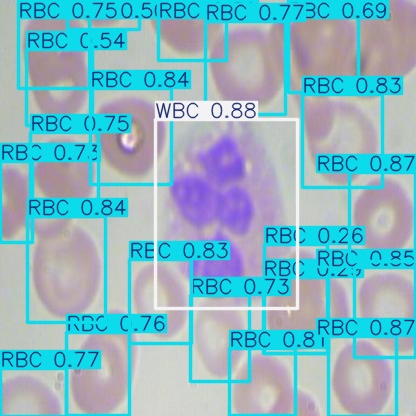 RBC 0.75
RBC
RBC 0.77
RBC 0.69
RBC 0.54
RBC 0.84
RBC 0.83
WBC 0.88
RBC 0.75
RBC 0.73
RBC 0.87
RBC 0.84
RBC 0.26
RBC 0.83
RBC 0.85
RBC 0.73
RBC 0.76
RBC 0.87
RBC 0.81
RBC 0.77